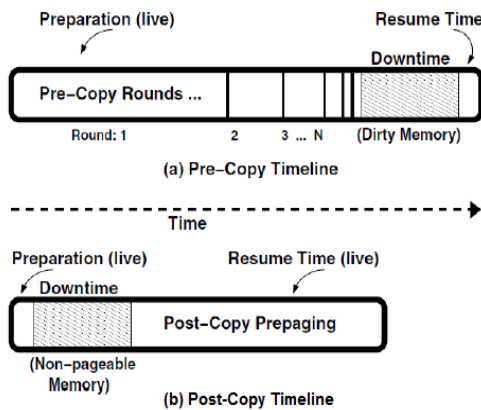 Preparation (live)
Resume Time
Downtime
Pre-Copy Rounds ...
Round: 1
2
3 ... N
(Dirty Memory)
(a) Pre-Copy Timeline
Time
Preparation (live)
Resume Time (live)
Downtime
Post-Copy Prepaging
(Non-pageable
Memory)
(b) Post-Copy Timeline